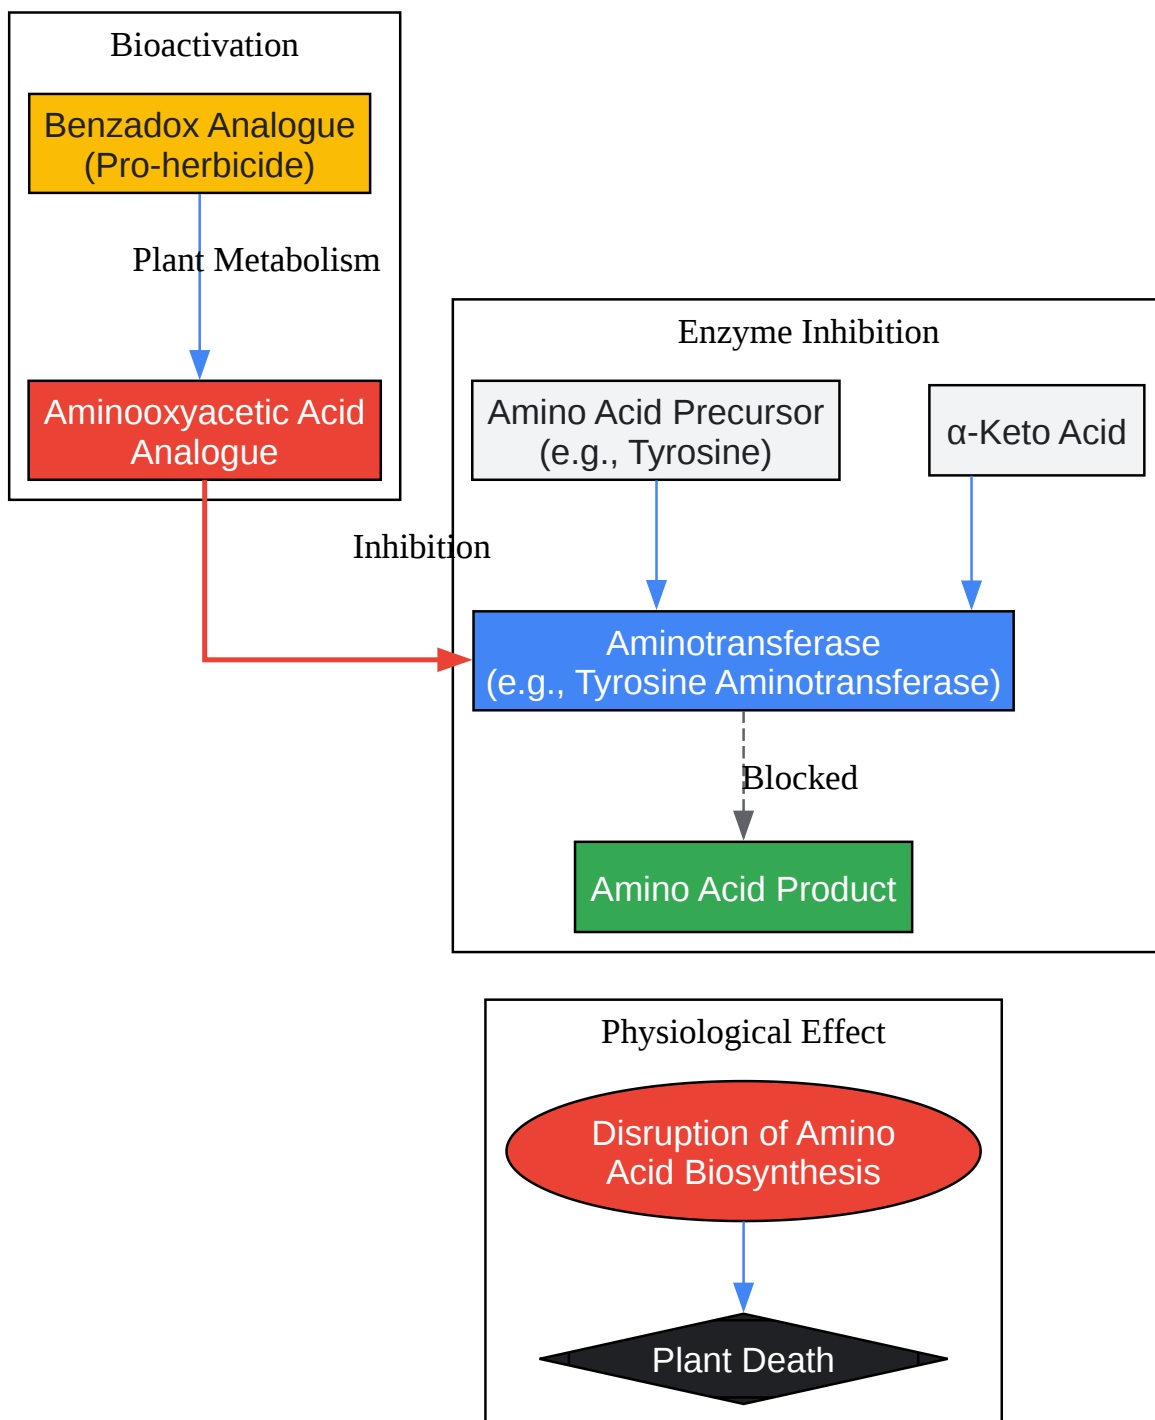 Bioactivation
Benzadox Analogue
(Pro-herbicide)
Plant Metabolism
Aminooxyacetic Acid
Analogue
Enzyme Inhibition
Amino Acid Precursor
(e.g., Tyrosine)
α-Keto Acid
Inhibition
Aminotransferase
(e.g., Tyrosine Aminotransferase)
Blocked
Amino Acid Product
Physiological Effect
Disruption of Amino
Acid Biosynthesis
Plant Death